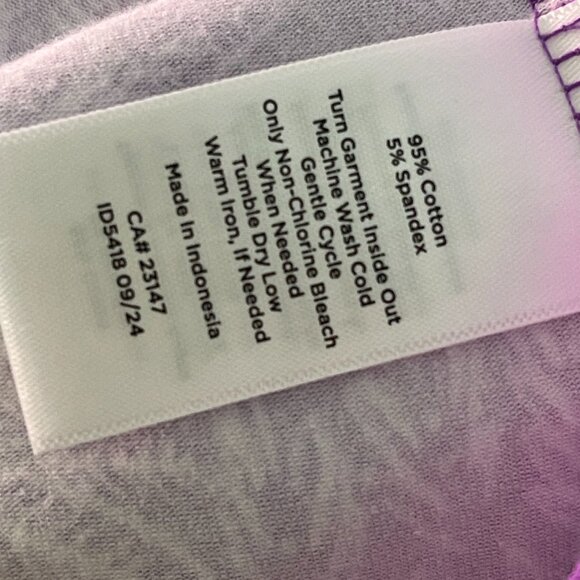 95% Cotton
5% Spandex
Turn Garment Inside Out
Machine Wash Cold
Gentle Cycle
Only Non-Chlorine Bleach
When Needed
Tumble Dry Low
Warm Iron, If Needed
Made In Indonesia
CA# 23147
ID5418 09/24